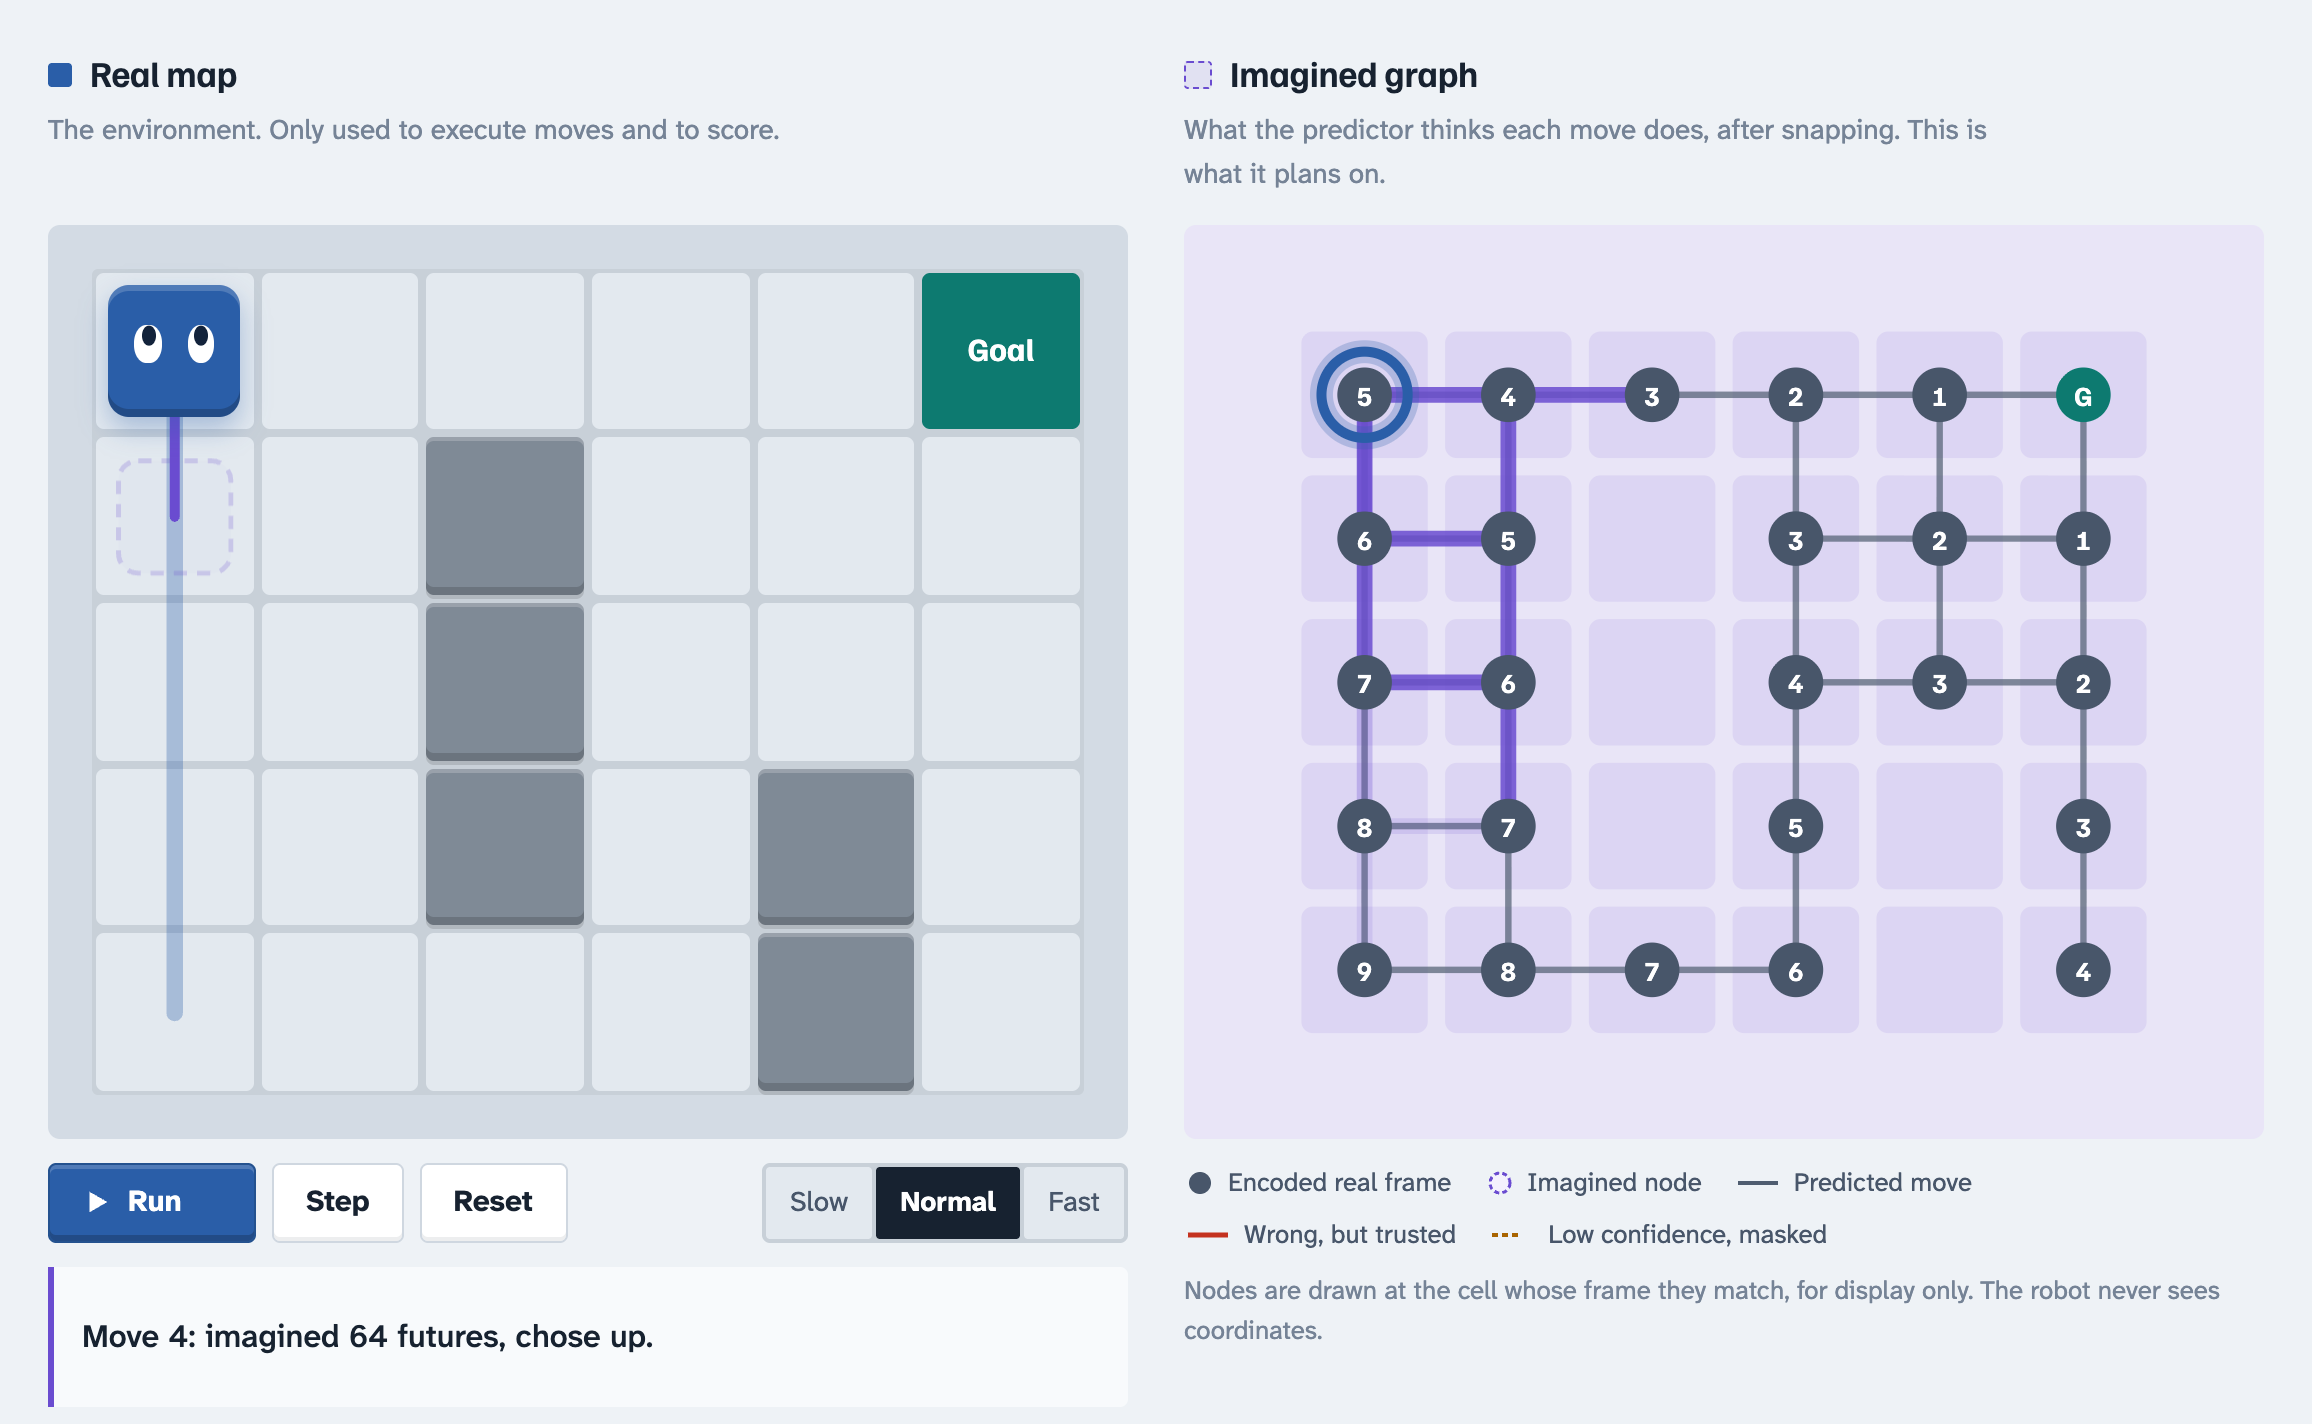 Real map
The environment. Only used to execute moves and to score.
Goal
Run
Step
Reset
Slow
Normal
Fast
Move 4: imagined 64 futures, chose up.
Imagined graph
What the predictor thinks each move does, after snapping. This is
what it plans on.
5 4 3 2 1 G
6 5 3 2 1
7 6 4 3 2
8 7 5 3
9 8 7 6 4
Encoded real frame
Imagined node
Predicted move
Wrong, but trusted
Low confidence, masked
Nodes are drawn at the cell whose frame they match, for display only. The robot never sees
coordinates.